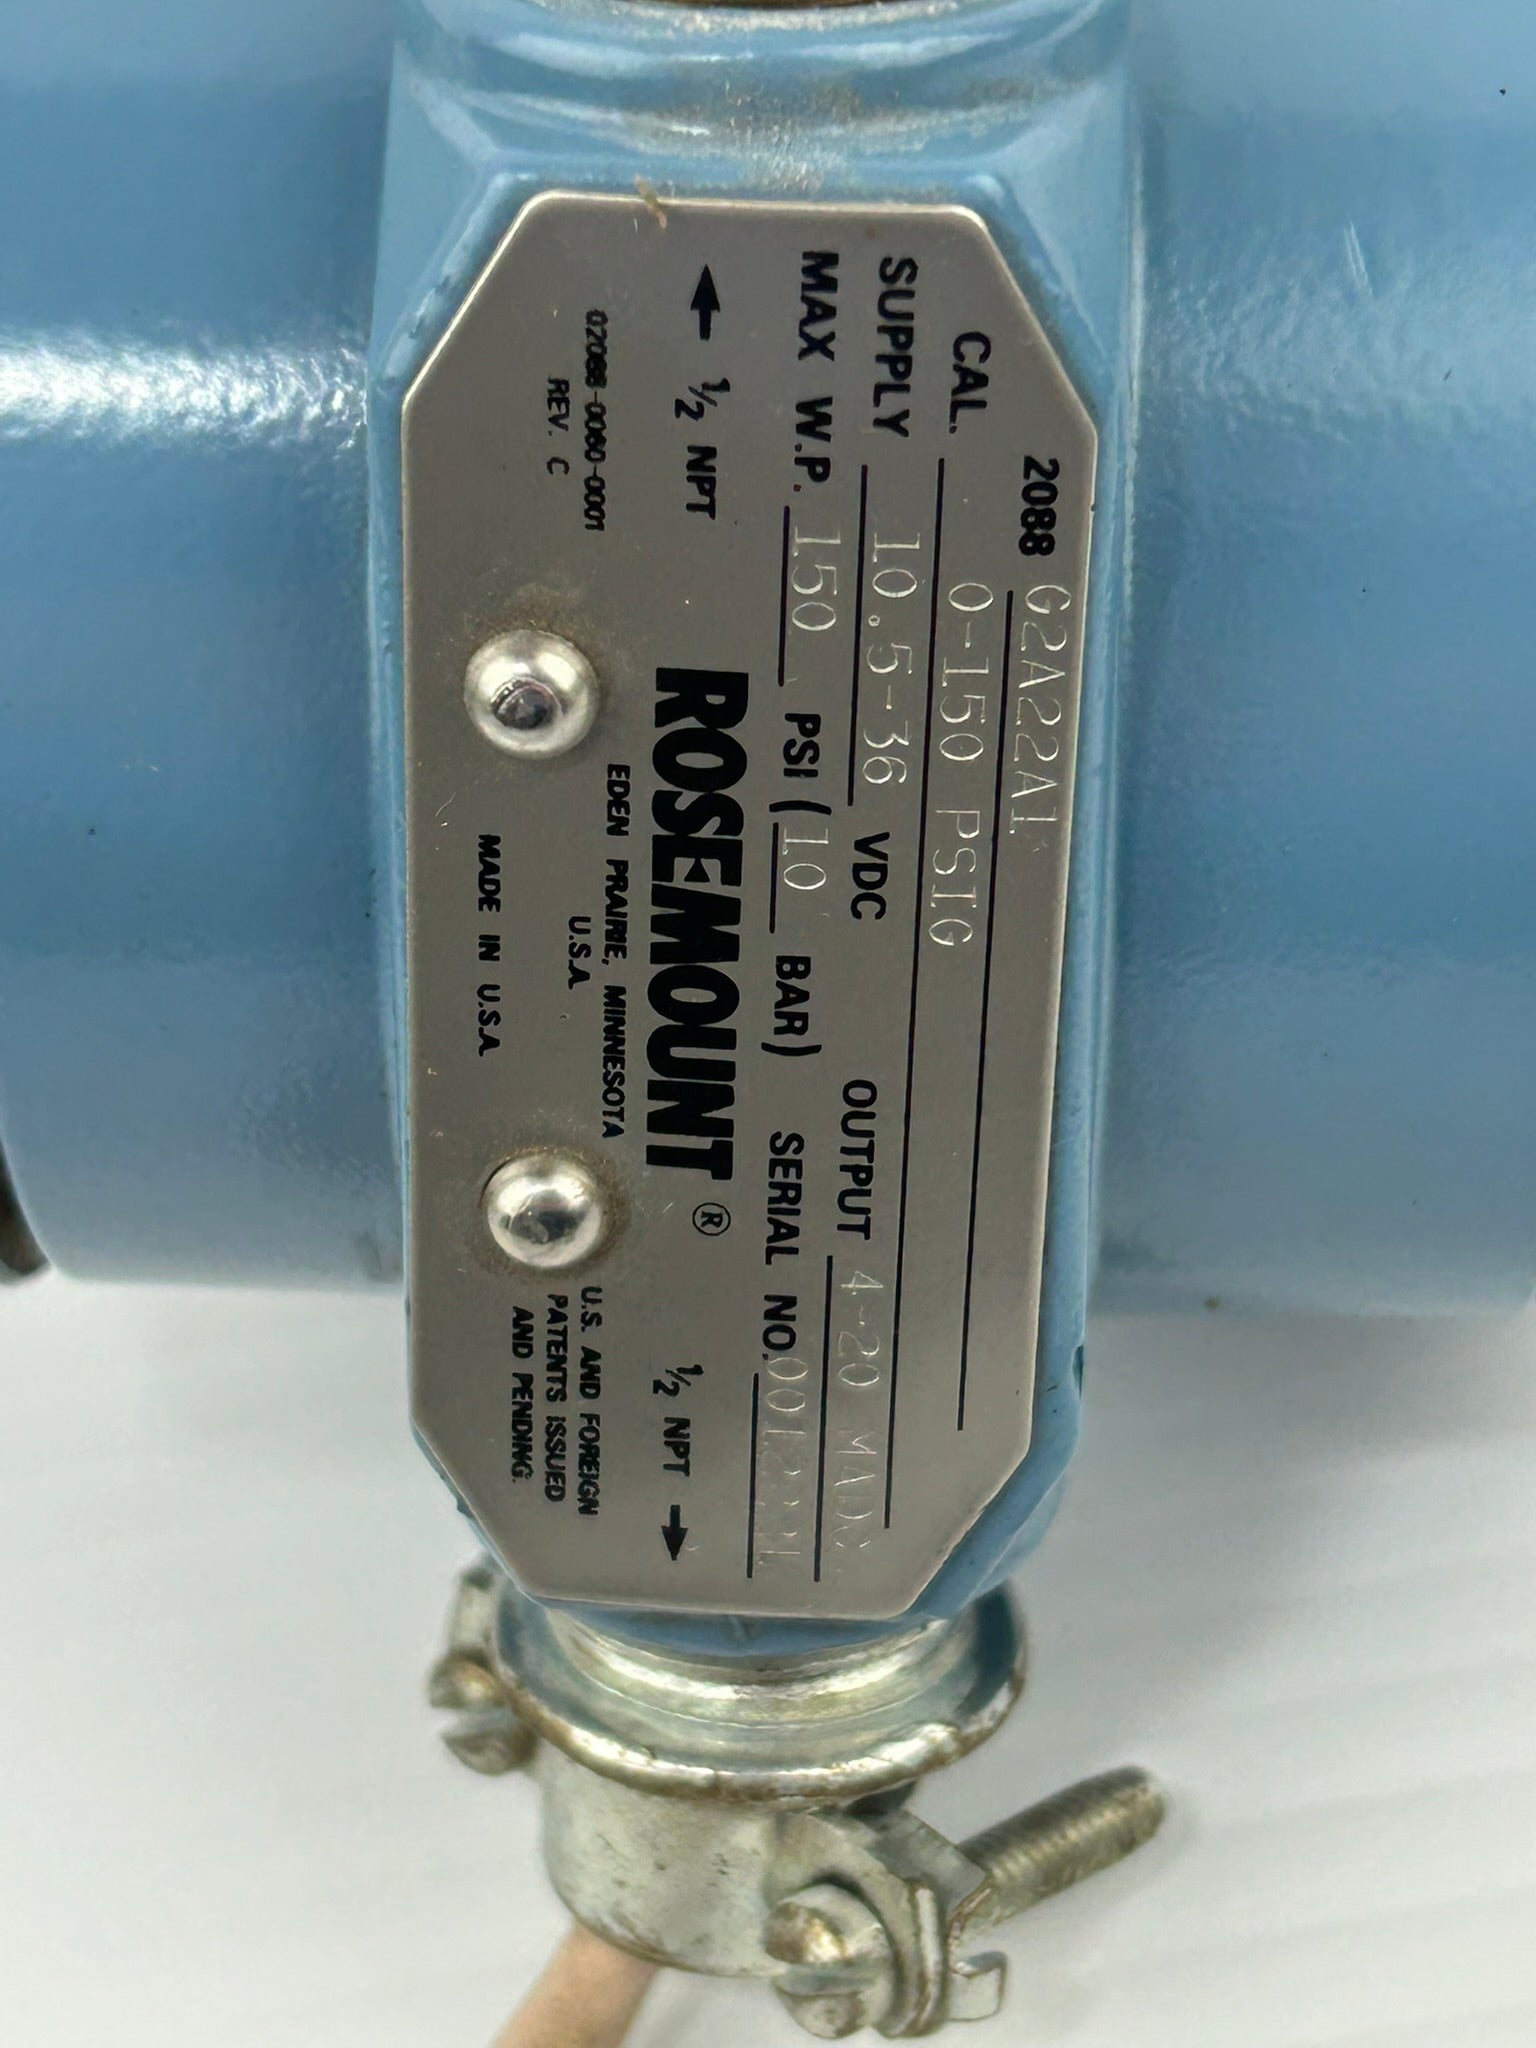 2088 G2A22A1
CAL. 0-150 PSIG
SUPPLY 10.5-36 VDC OUTPUT 4-20 MADC
MAX W.P. 150 PSI (10 BAR) SERIAL NO.
← 1/2 NPT ROSEMOUNT® 1/2 NPT →
02088-0060-0001
REV. C
EDEN PRAIRIE, MINNESOTA
U.S.A
MADE IN U.S.A
U.S. AND FOREIGN
PATENTS ISSUED
AND PENDING.